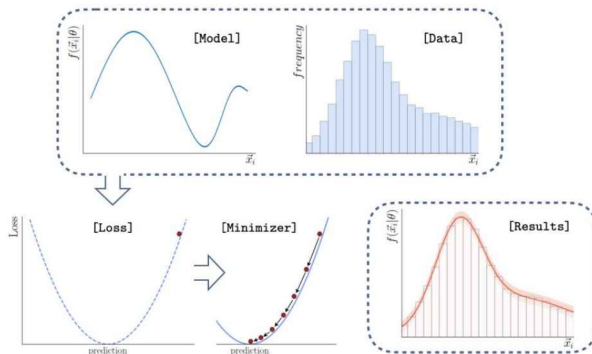 [Model]
f(x⃗ᵢ|θ)
x⃗ᵢ
[Data]
frequency
x⃗ᵢ
[Loss]
Loss
prediction
[Minimizer]
prediction
[Results]
f(x⃗ᵢ|θ)
x⃗ᵢ